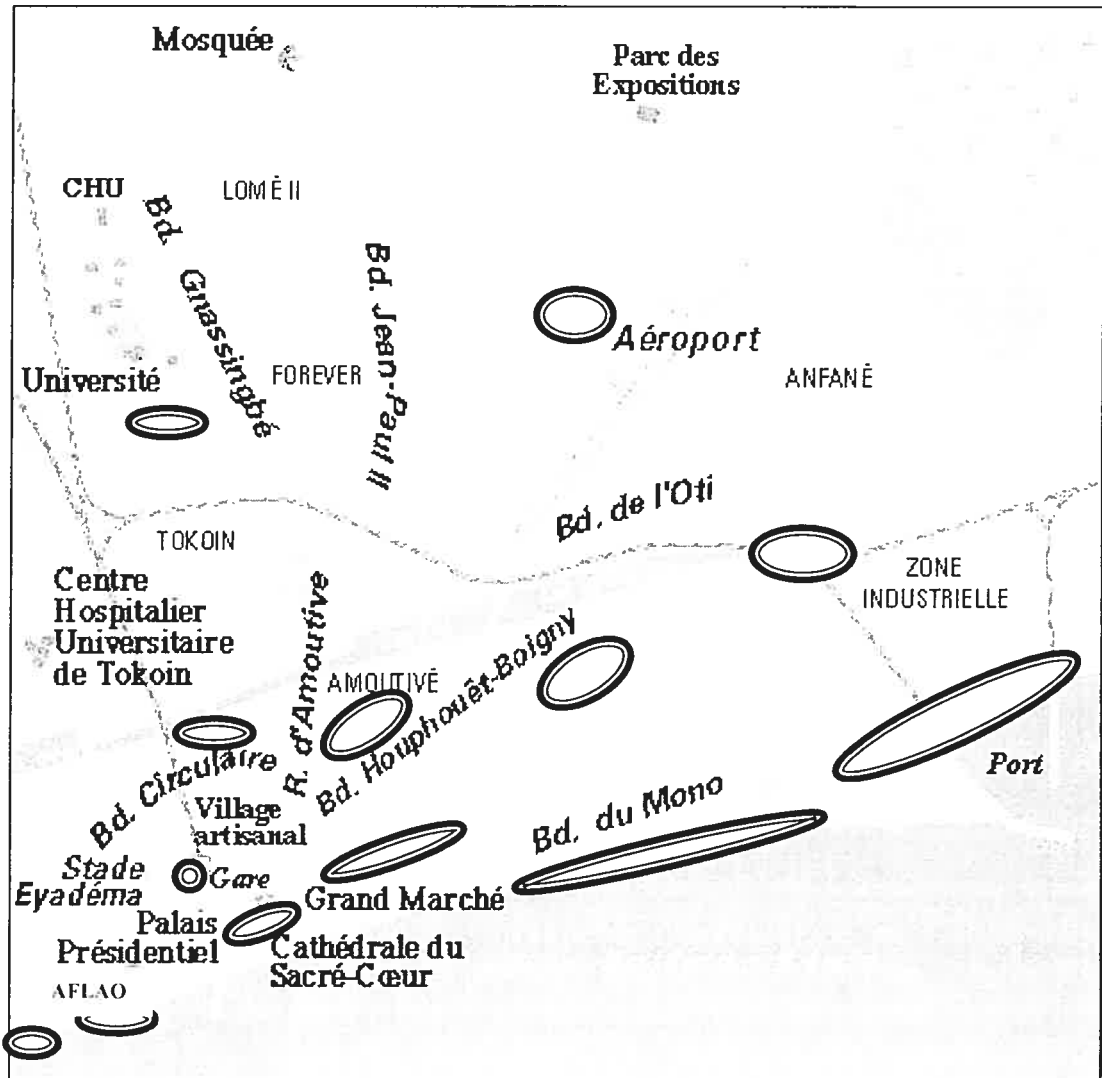 Mosquée
Parc des
Expositions
CHU
LOMÉ II
Bd. Gnassingbé
Bd. Jean-Paul II
Aéroport
Université
FOREVER
ANFANÉ
Bd. de l'Oti
TOKOIN
Centre
Hospitalier
Universitaire
de Tokoin
ZONE
INDUSTRIELLE
R. d'Amoutive
AMOUTIVÉ
Bd. Houphouêt-Boigny
Bd. Circulaire
Port
Village
artisanal
Bd. du Mono
Stade
Eyadéma
Gare
Grand Marché
Palais
Présidentiel
Cathédrale du
Sacré-Cœur
AFLAO